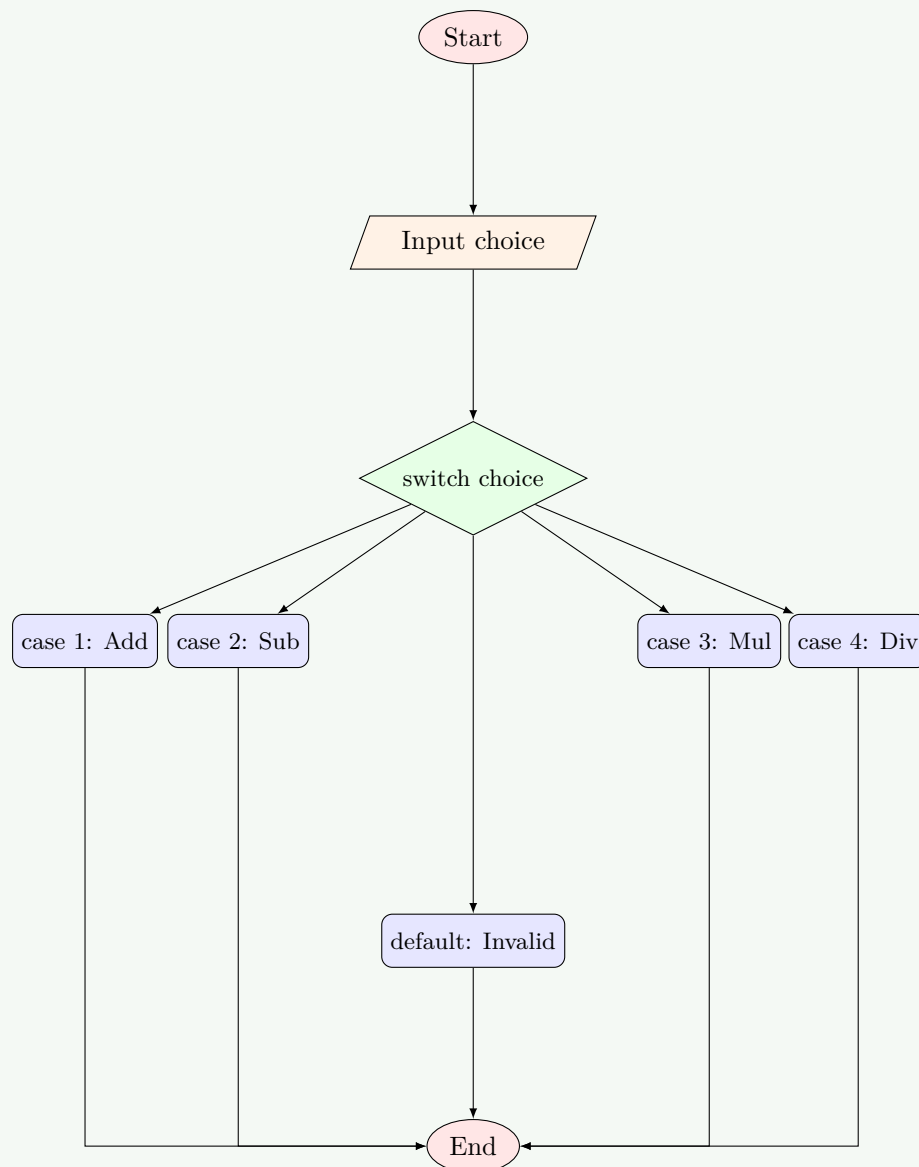 Start
Input choice
switch choice
case 1: Add
case 2: Sub
case 3: Mul
case 4: Div
default: Invalid
End